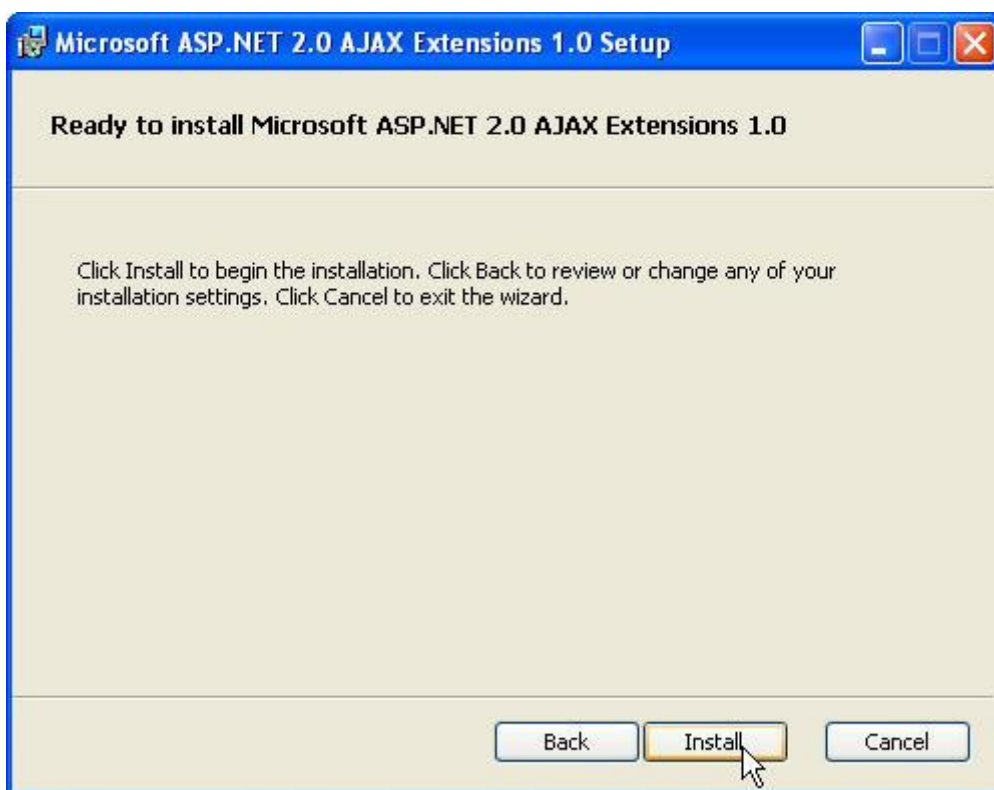 Microsoft ASP.NET 2.0 AJAX Extensions 1.0 Setup
Ready to install Microsoft ASP.NET 2.0 AJAX Extensions 1.0
Click Install to begin the installation. Click Back to review or change any of your
installation settings. Click Cancel to exit the wizard.
Back Install Cancel